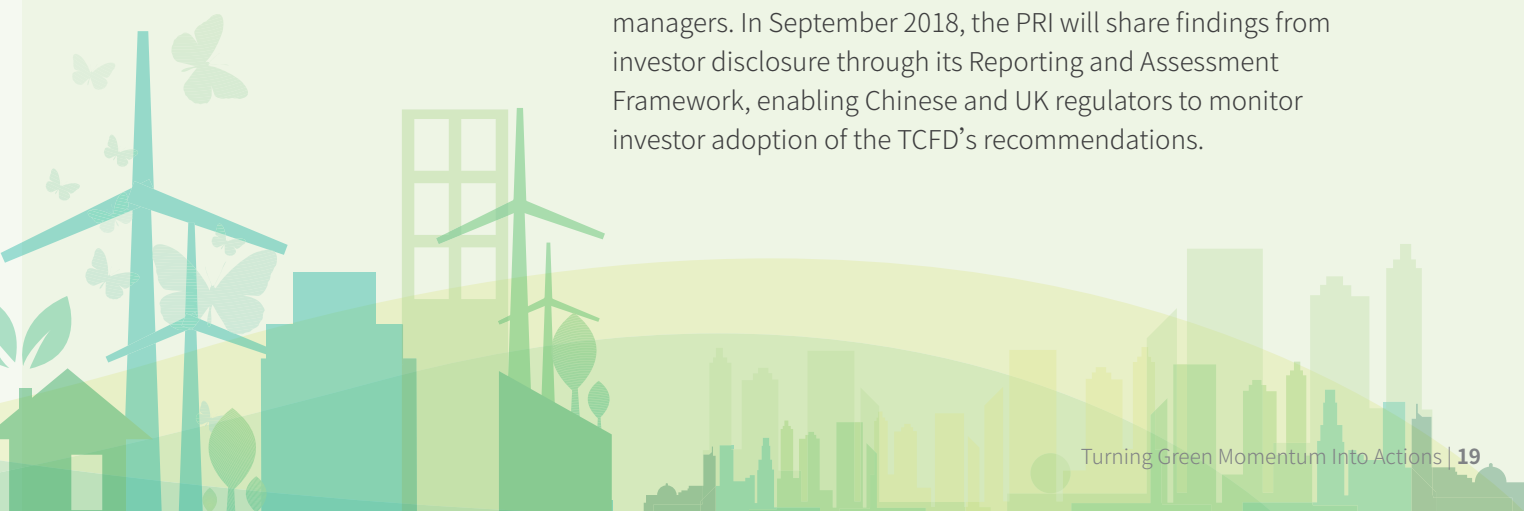 managers. In September 2018, the PRI will share findings from
investor disclosure through its Reporting and Assessment
Framework, enabling Chinese and UK regulators to monitor
investor adoption of the TCFD’s recommendations.
Turning Green Momentum Into Actions | 19